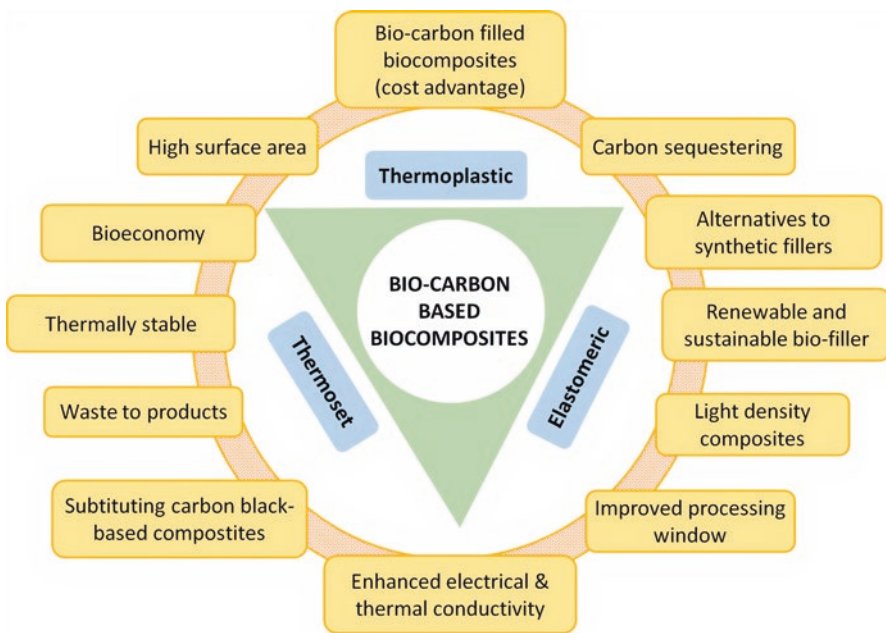 Bio-carbon filled
biocomposites
(cost advantage)
High surface area
Carbon sequestering
Thermoplastic
Bioeconomy
Alternatives to
synthetic fillers
BIO-CARBON
BASED
BIOCOMPOSITES
Thermally stable
Renewable and
sustainable bio-filler
Thermoset
Elastomeric
Waste to products
Light density
composites
Subtituting carbon black-
based compostites
Improved processing
window
Enhanced electrical &
thermal conductivity